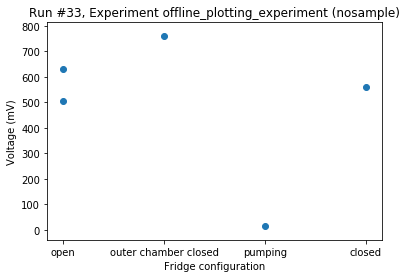 Run #33, Experiment offline_plotting_experiment (nosample)
800
700
600
500
400
300
200
100
0
Voltage (mV)
open outer chamber closed pumping closed
Fridge configuration